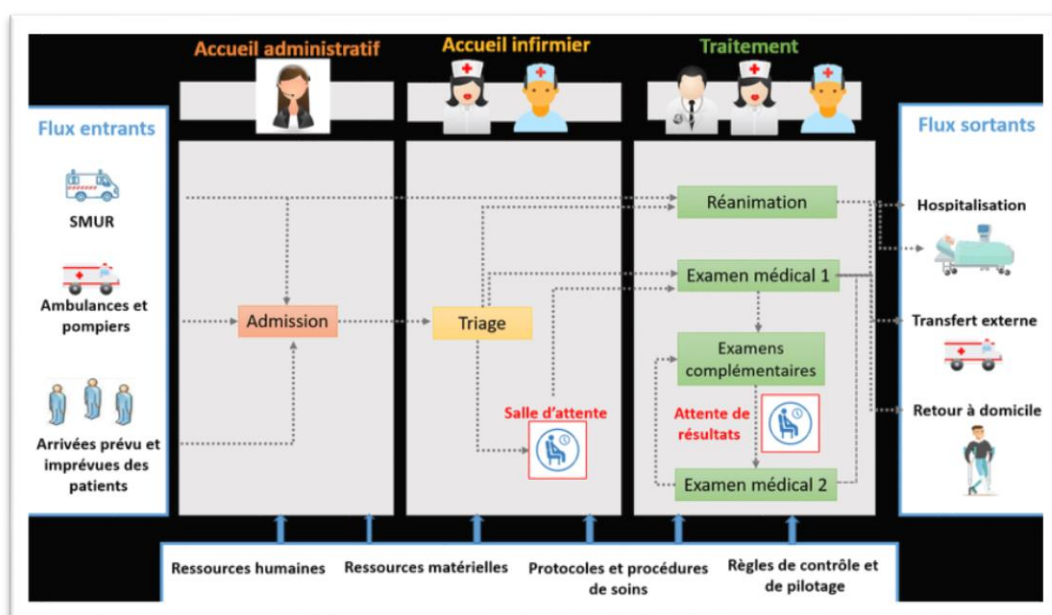 Accueil administratif
Accueil infirmier
Traitement
Flux entrants
SMUR
Ambulances et
pompiers
Arrivées prévu et
imprévues des
patients
Admission
Triage
Salle d'attente
Réanimation
Examen médical 1
Examens
complémentaires
Attente de
résultats
Examen médical 2
Flux sortants
Hospitalisation
Transfert externe
Retour à domicile
Ressources humaines
Ressources matérielles
Protocoles et procédures
de soins
Règles de contrôle et
de pilotage